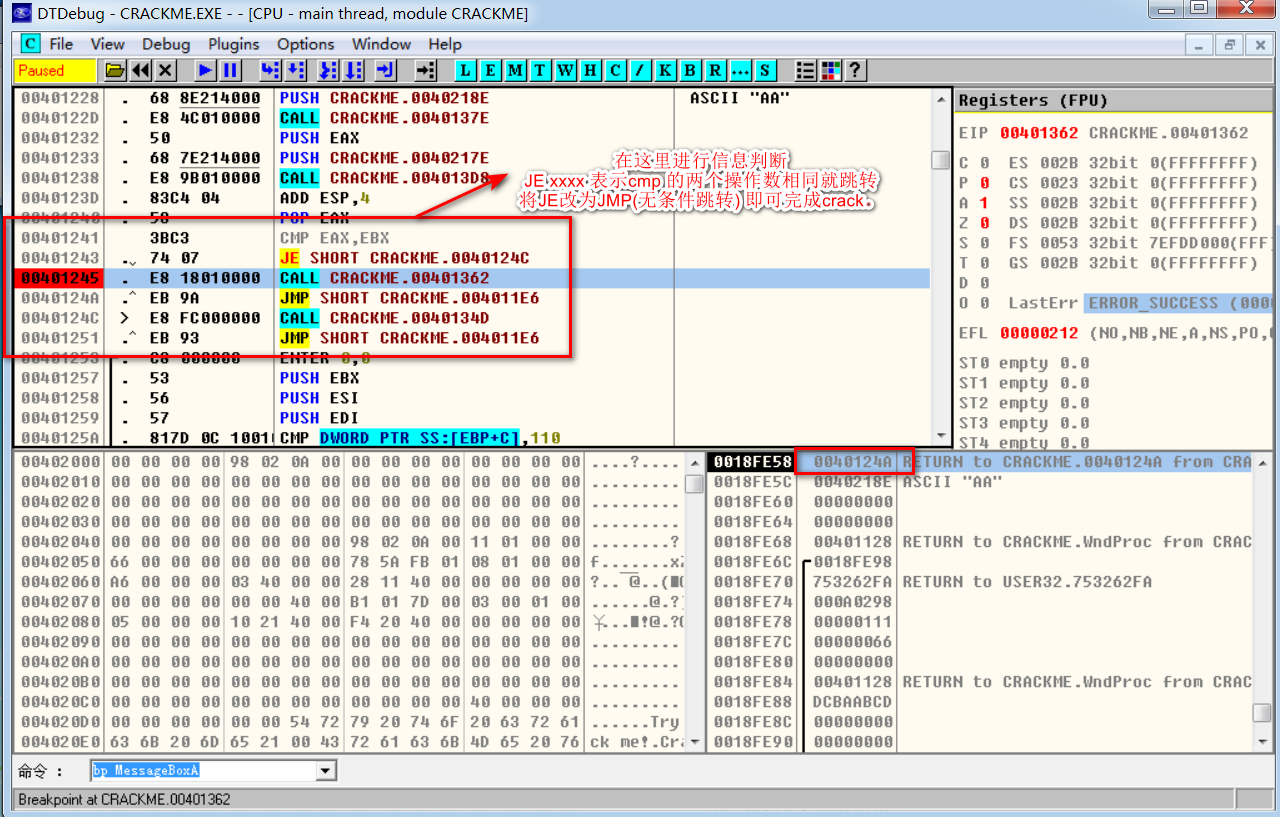 DTDebug - CRACKME.EXE - - [CPU - main thread, module CRACKME]
C File View Debug Plugins Options Window Help
Paused L E M T W H C / K B R ... S ?
00401228 . 68 8E214000 PUSH CRACKME.0040218E ASCII "AA"
0040122D . E8 4C010000 CALL CRACKME.0040137E
00401232 . 50 PUSH EAX
00401233 . 68 7E214000 PUSH CRACKME.0040217E
00401238 . E8 9B010000 CALL CRACKME.004013D8
0040123D . 83C4 04 ADD ESP,4
00401240 . 58 POP EAX
00401241 . 3BC3 CMP EAX,EBX
00401243 . 74 07 JE SHORT CRACKME.0040124C
00401245 . E8 18010000 CALL CRACKME.00401362
0040124A .^ EB 9A JMP SHORT CRACKME.004011E6
0040124C > E8 FC000000 CALL CRACKME.0040134D
00401251 .^ EB 93 JMP SHORT CRACKME.004011E6
00401253 . C8 000000 ENTER 0,0
00401257 . 53 PUSH EBX
00401258 . 56 PUSH ESI
00401259 . 57 PUSH EDI
0040125A . 817D 0C 1001 CMP DWORD PTR SS:[EBP+C],110
在这里进行信息判断
JE xxxx 表示cmp 的两个操作数相同就跳转
将JE改为JMP(无条件跳转) 即可完成crack.
Registers (FPU)
EIP 00401362 CRACKME.00401362
C 0 ES 002B 32bit 0(FFFFFFFF)
P 0 CS 0023 32bit 0(FFFFFFFF)
A 1 SS 002B 32bit 0(FFFFFFFF)
Z 0 DS 002B 32bit 0(FFFFFFFF)
S 0 FS 0053 32bit 7EFDD000(FFF)
T 0 GS 002B 32bit 0(FFFFFFFF)
D 0
O 0 LastErr ERROR_SUCCESS (000
EFL 00000212 (NO,NB,NE,A,NS,PO,
ST0 empty 0.0
ST1 empty 0.0
ST2 empty 0.0
ST3 empty 0.0
ST4 empty 0.0
00402000 00 00 00 00 98 02 0A 00 00 00 00 00 00 00 00 00 ....?....
00402010 00 00 00 00 00 00 00 00 00 00 00 00 00 00 00 00 .........
00402020 00 00 00 00 00 00 00 00 00 00 00 00 00 00 00 00 .........
00402030 00 00 00 00 00 00 00 00 00 00 00 00 00 00 00 00 .........
00402040 00 00 00 00 00 00 00 00 98 02 0A 00 11 01 00 00 ........?
00402050 66 00 00 00 00 00 00 00 78 5A FB 01 08 01 00 00 f.......x
00402060 A6 00 00 00 03 40 00 00 28 11 40 00 00 00 00 00 ?.._@..(
00402070 00 00 00 00 00 00 40 00 B1 01 7D 00 03 00 01 00 ......@.?
00402080 05 00 00 00 10 21 40 00 F4 20 40 00 00 00 00 00
00402090 00 00 00 00 00 00 00 00 00 00 00 00 00 00 00 00 .........
004020A0 00 00 00 00 00 00 00 00 00 00 00 00 00 00 00 00 .........
004020B0 00 00 00 00 00 00 00 00 00 00 00 00 00 00 00 00 .........
004020C0 00 00 00 00 00 00 00 00 00 00 00 00 40 00 00 00 .........
004020D0 00 00 00 00 00 00 54 72 79 20 74 6F 20 63 72 61 ......Try
004020E0 63 6B 20 6D 65 21 00 43 72 61 63 6B 4D 65 20 76 ck me!.Cra
0018FE58 0040124A RETURN to CRACKME.0040124A from CRA
0018FE5C 0040218E ASCII "AA"
0018FE60 00000000
0018FE64 00000000
0018FE68 00401128 RETURN to CRACKME.WndProc from CRAC
0018FE6C 0018FE98
0018FE70 753262FA RETURN to USER32.753262FA
0018FE74 000A0298
0018FE78 00000111
0018FE7C 00000066
0018FE80 00000000
0018FE84 00401128 RETURN to CRACKME.WndProc from CRAC
0018FE88 DCBAABCD
0018FE8C 00000000
0018FE90 00000000
命令 : bp MessageBoxA
Breakpoint at CRACKME.00401362